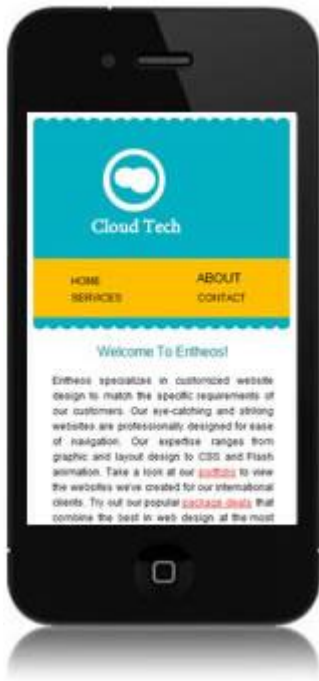 Cloud Tech
HOME ABOUT
SERVICES CONTACT
Welcome To Entheos!
Entheos specializes in customized website
design to match the specific requirements of
our customers. Our eye-catching and striking
websites are professionally designed for ease
of navigation. Our expertise ranges from
graphic and layout design to CSS and Flash
animation. Take a look at our portfolio to view
the websites we've created for our international
clients. Try out our popular package deals that
combine the best in web design at the most